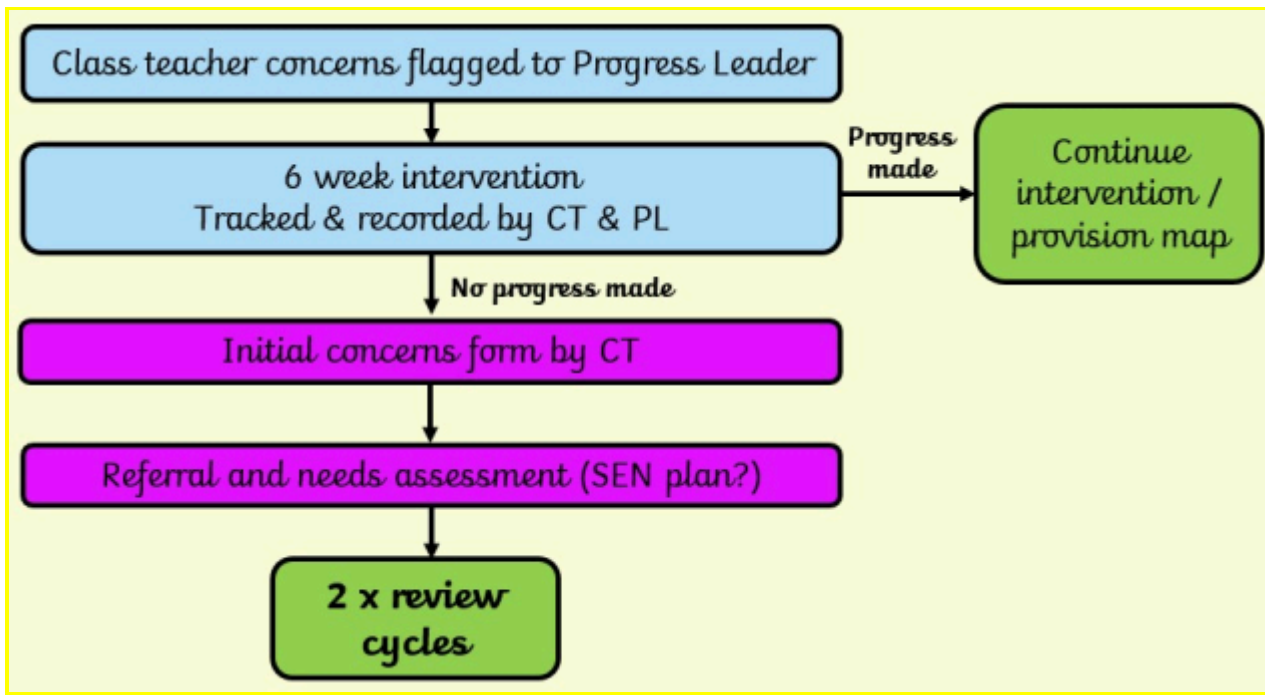 Class teacher concerns flagged to Progress Leader
6 week intervention
Tracked & recorded by CT & PL
Progress
made
Continue
intervention /
provision map
No progress made
Initial concerns form by CT
Referral and needs assessment (SEN plan?)
2 x review
cycles